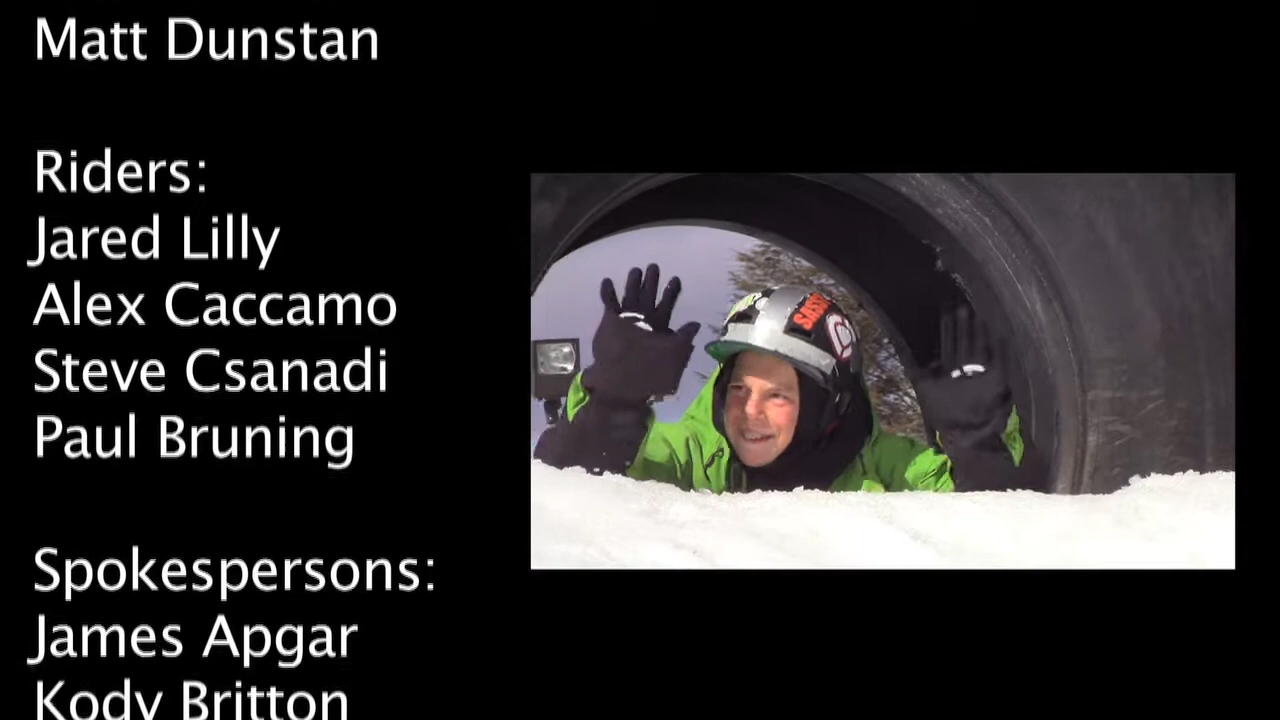 Matt Dunstan
Riders:
Jared Lilly
Alex Caccamo
Steve Csanadi
Paul Bruning
Spokespersons:
James Apgar
Kody Britton